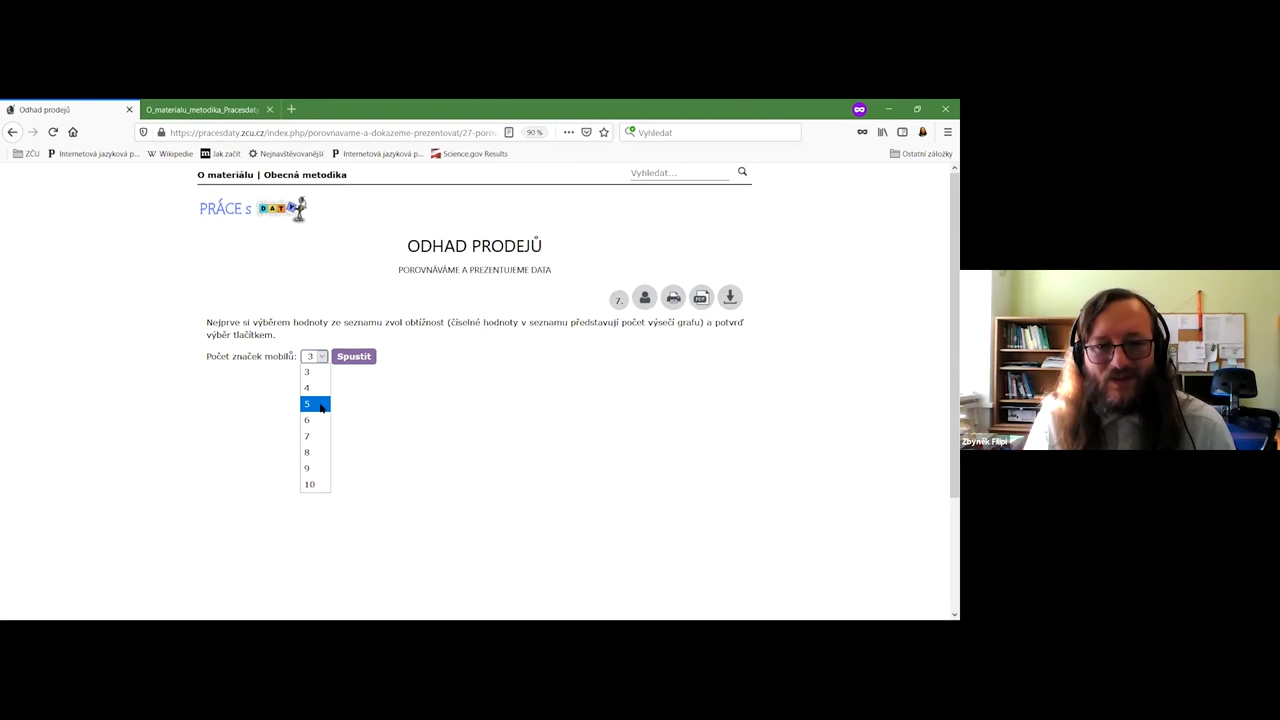 Odhad prodejů
O_materialu_metodika_Pracesdaty
https://pracesdaty.zcu.cz/index.php/porovnavame-a-dokazeme-prezentovat/27-poro
90 %
Vyhledat
ZČU
Internetová jazyková p...
Wikipedie
Jak začít
Nejnavštěvovanější
Internetová jazyková p...
Science.gov Results
Ostatní záložky
O materiálu | Obecná metodika
Vyhledat...
PRÁCE s DATY
ODHAD PRODEJŮ
POROVNÁVÁME A PREZENTUJEME DATA
7.
PDF
Nejprve si výběrem hodnoty ze seznamu zvol obtížnost (číselné hodnoty v seznamu představují počet výsečí grafu) a potvrď
výběr tlačítkem.
Počet značek mobilů: 3 Spustit
3
4
5
6
7
8
9
10
Zbyněk Filipi